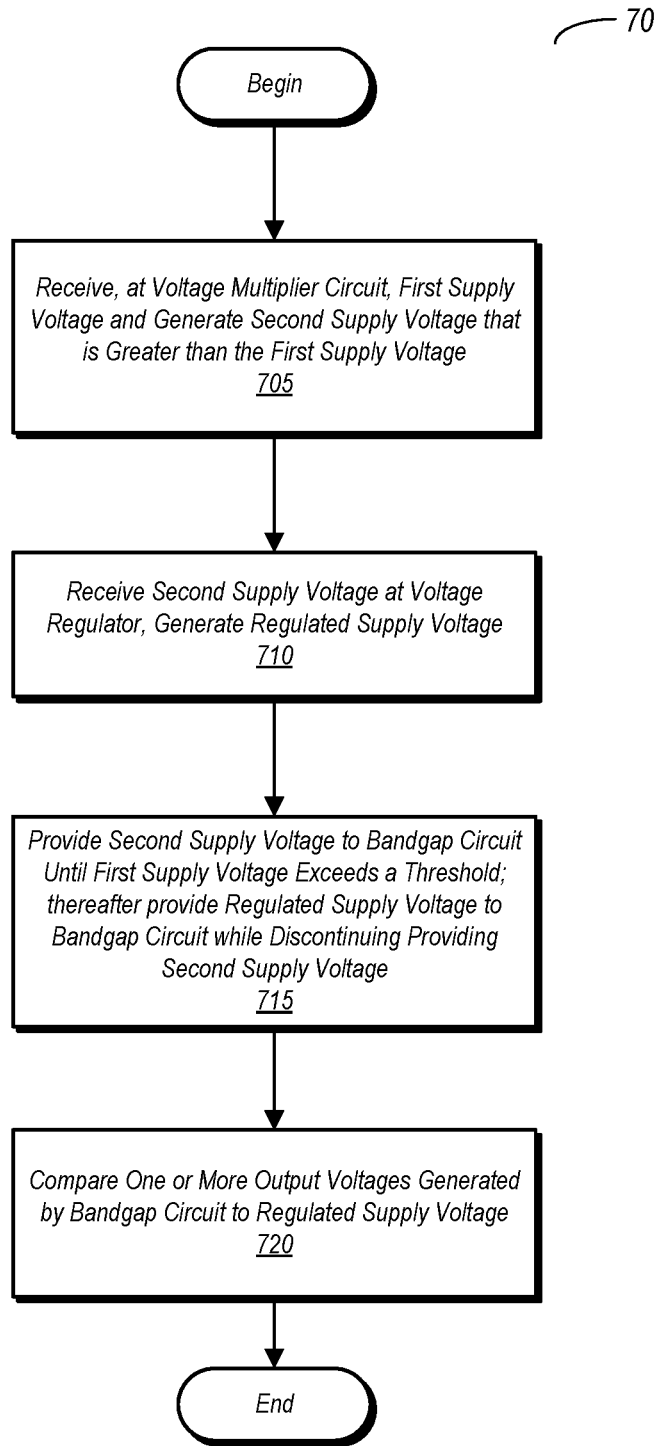 70
Begin
Receive, at Voltage Multiplier Circuit, First Supply
Voltage and Generate Second Supply Voltage that
is Greater than the First Supply Voltage
705
Receive Second Supply Voltage at Voltage
Regulator, Generate Regulated Supply Voltage
710
Provide Second Supply Voltage to Bandgap Circuit
Until First Supply Voltage Exceeds a Threshold;
thereafter provide Regulated Supply Voltage to
Bandgap Circuit while Discontinuing Providing
Second Supply Voltage
715
Compare One or More Output Voltages Generated
by Bandgap Circuit to Regulated Supply Voltage
720
End